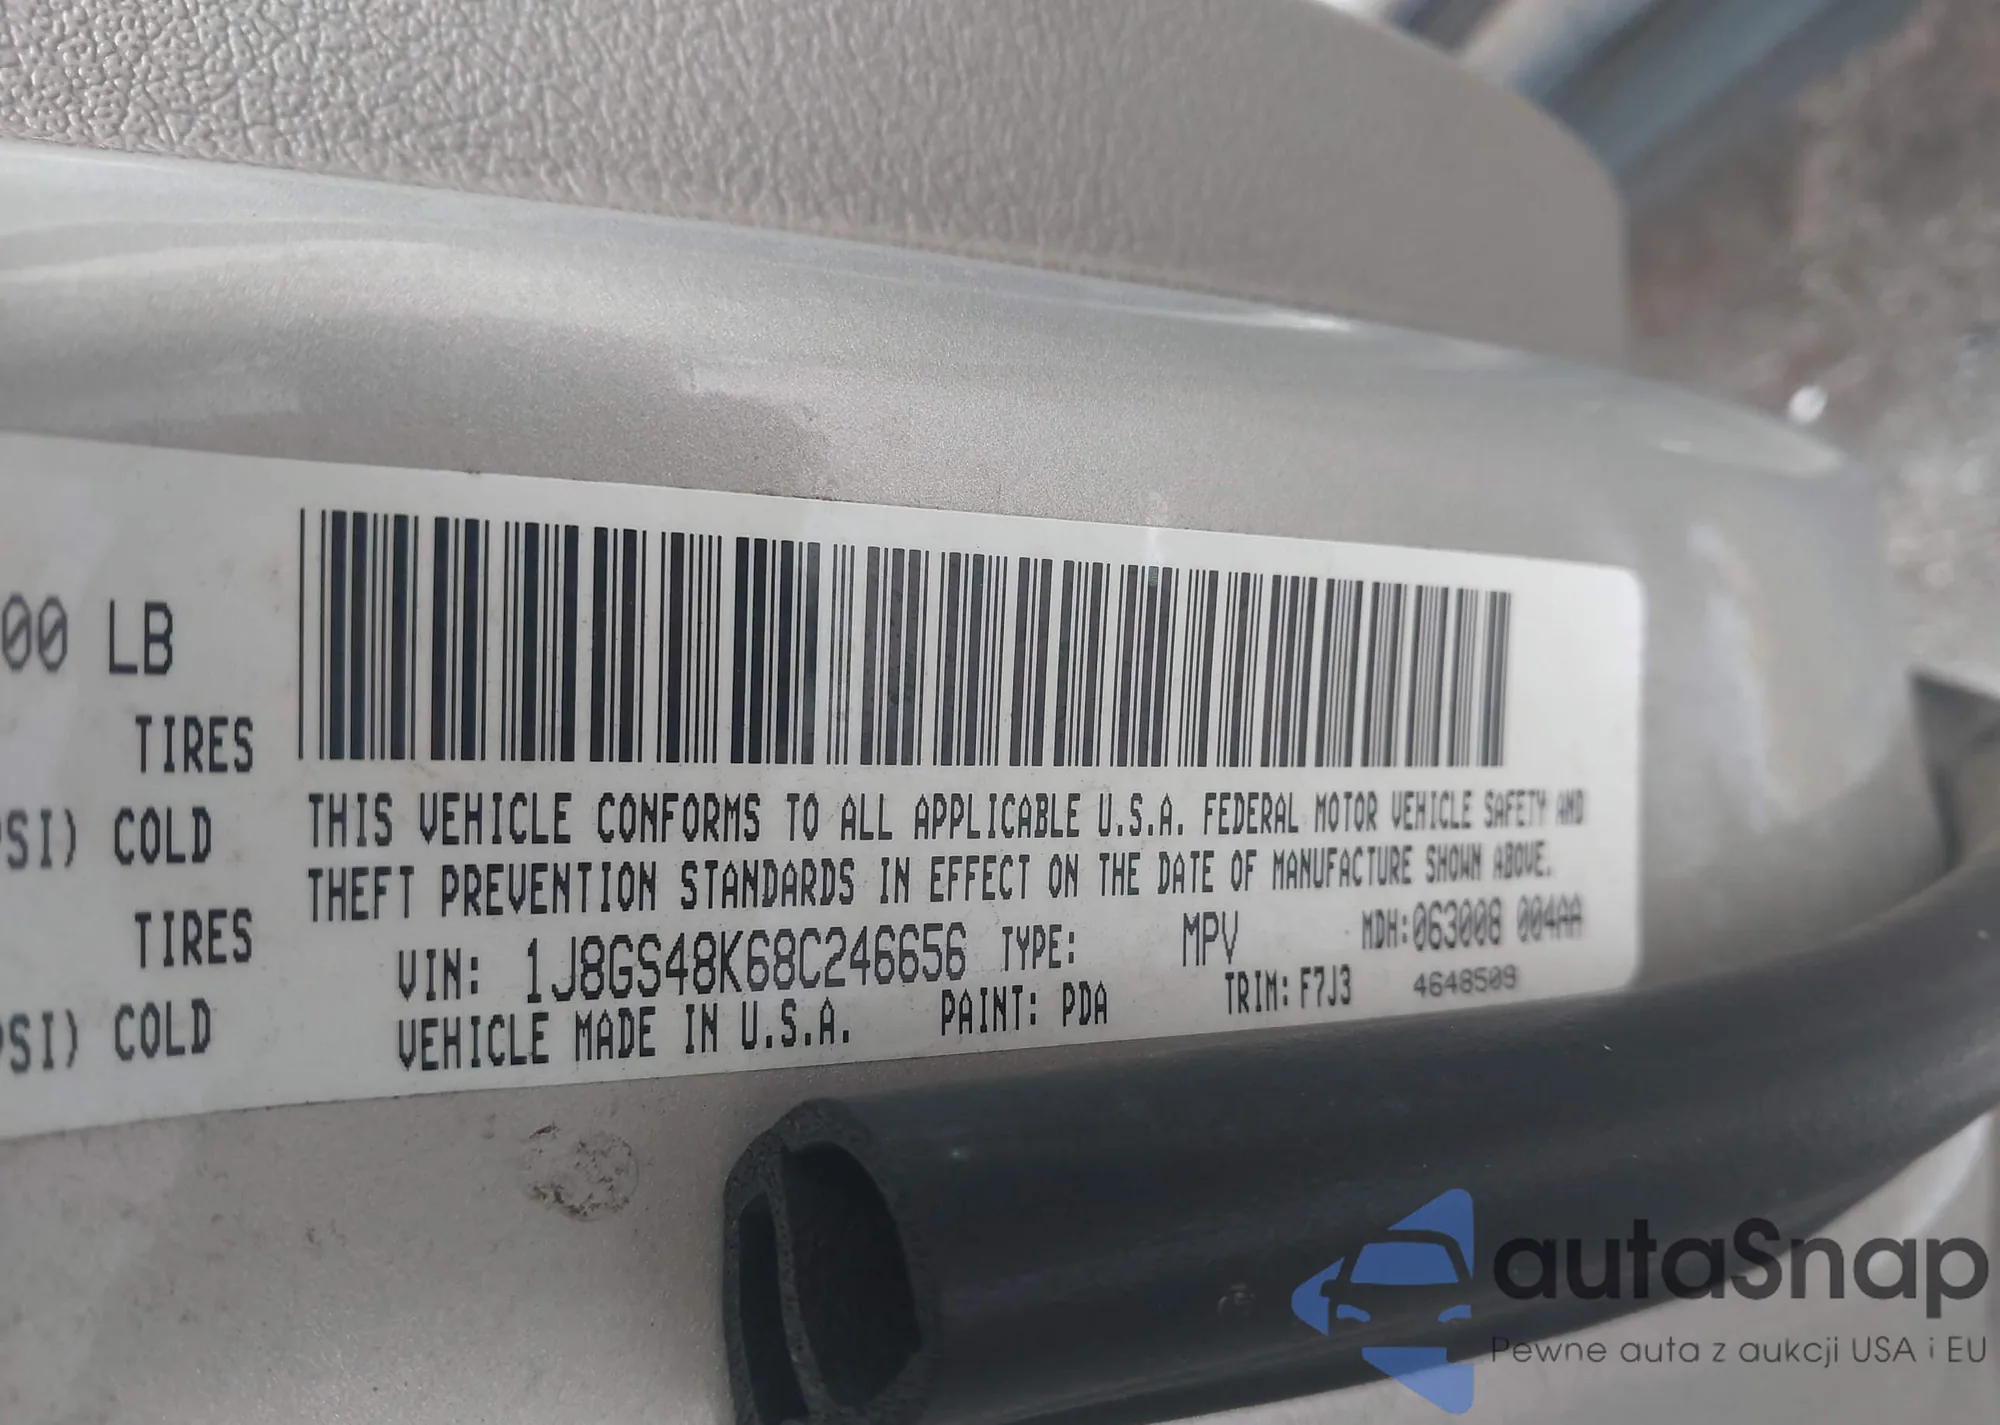 00 LB
TIRES
PSI) COLD
TIRES
PSI) COLD
THIS VEHICLE CONFORMS TO ALL APPLICABLE U.S.A. FEDERAL MOTOR VEHICLE SAFETY AND
THEFT PREVENTION STANDARDS IN EFFECT ON THE DATE OF MANUFACTURE SHOWN ABOVE.
VIN: 1J8GS48K68C246656 TYPE: MPV MDH:063008 004AA
VEHICLE MADE IN U.S.A. PAINT: PDA TRIM: F7J3 4648509
autaSnap
Pewne auta z aukcji USA i EU